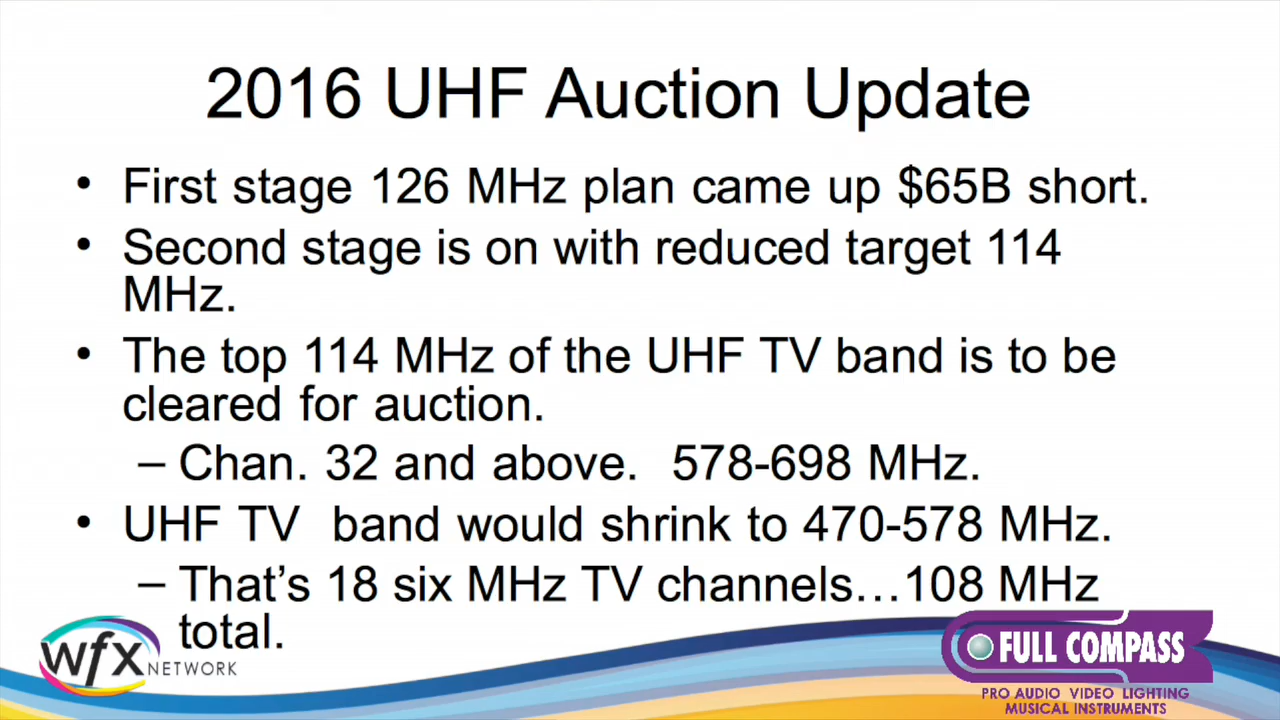 2016 UHF Auction Update
• First stage 126 MHz plan came up $65B short.
• Second stage is on with reduced target 114
MHz.
• The top 114 MHz of the UHF TV band is to be
cleared for auction.
– Chan. 32 and above.  578-698 MHz.
• UHF TV  band would shrink to 470-578 MHz.
– That’s 18 six MHz TV channels…108 MHz
total.
wfx NETWORK
FULL COMPASS
PRO AUDIO VIDEO LIGHTING
MUSICAL INSTRUMENTS